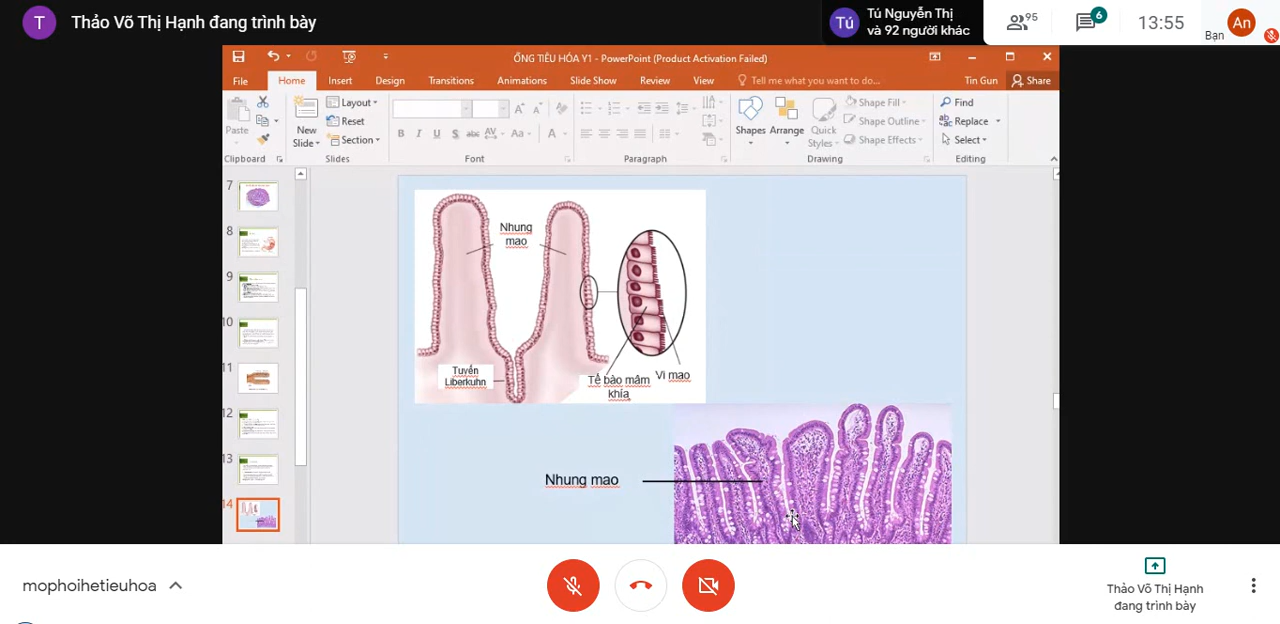 T
Thảo Võ Thị Hạnh đang trình bày
Tú
Tú Nguyễn Thị
và 92 người khác
95
6
13:55
Bạn
An
ỐNG TIÊU HÓA Y1 - PowerPoint (Product Activation Failed)
File
Home
Insert
Design
Transitions
Animations
Slide Show
Review
View
Tell me what you want to do...
Tin Gun
Share
Paste
New
Slide
Layout
Reset
Section
B I U S abc AV Aa A
Shapes
Arrange
Quick
Styles
Shape Fill
Shape Outline
Shape Effects
Find
Replace
Select
Clipboard
Slides
Font
Paragraph
Drawing
Editing
7
8
9
10
11
12
13
14
Nhung
mao
Tuyến
Liberkuhn
Tế bào mâm
khía
Vi mao
Nhung mao
mophoihetieuhoa
Thảo Võ Thị Hạnh
đang trình bày